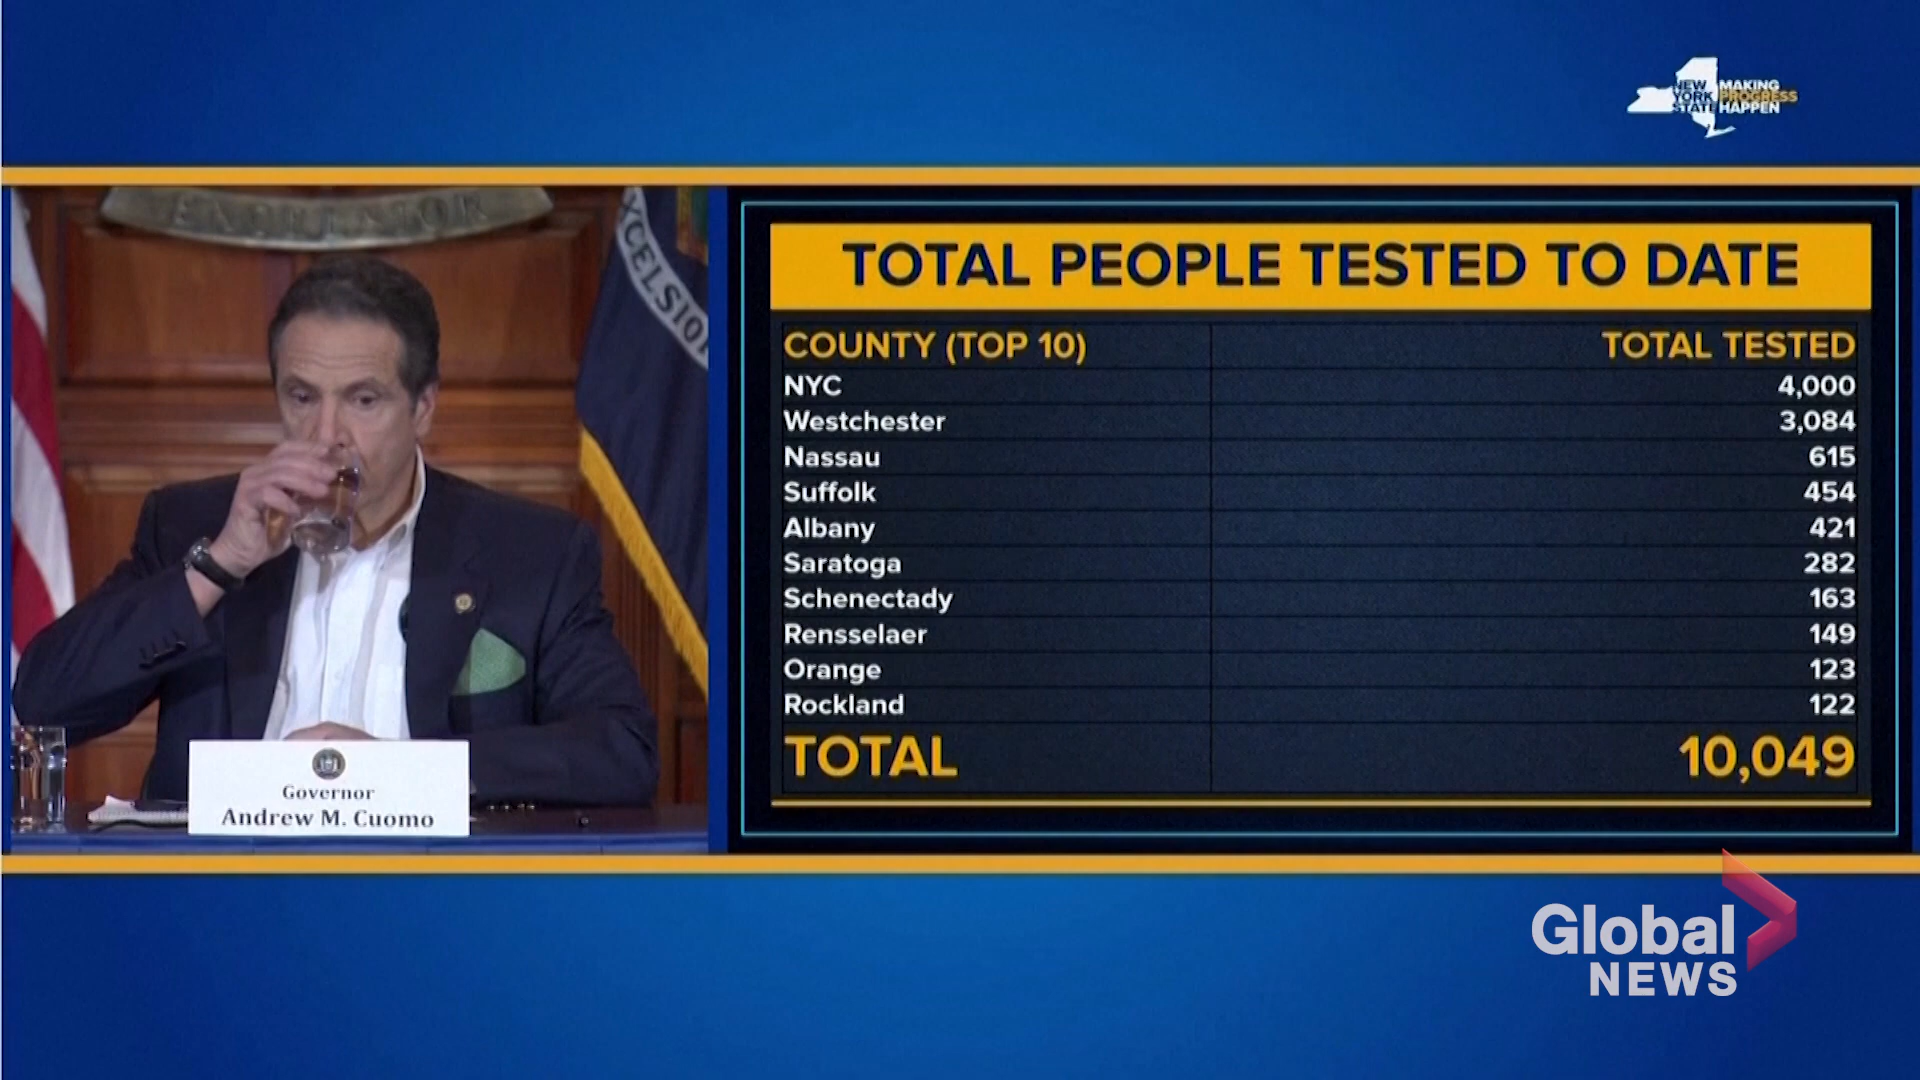 NEW YORK STATE
MAKING
PROGRESS
HAPPEN
EXCELSIOR
XCELSIOR
TOTAL PEOPLE TESTED TO DATE
COUNTY (TOP 10) TOTAL TESTED
NYC 4,000
Westchester 3,084
Nassau 615
Suffolk 454
Albany 421
Saratoga 282
Schenectady 163
Rensselaer 149
Orange 123
Rockland 122
TOTAL 10,049
Governor
Andrew M. Cuomo
Global
NEWS